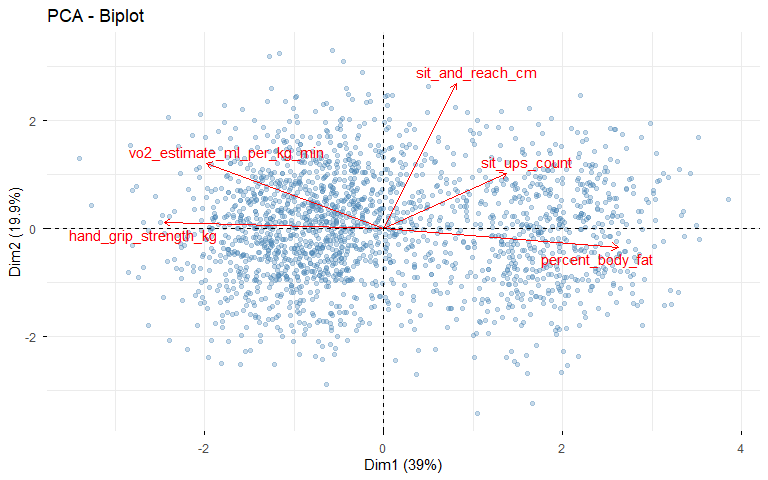 PCA - Biplot
sit_and_reach_cm
vo2_estimate_ml_per_kg_min
sit_ups_count
hand_grip_strength_kg
percent_body_fat
2
0
-2
Dim2 (19.9%)
-2
0
2
4
Dim1 (39%)